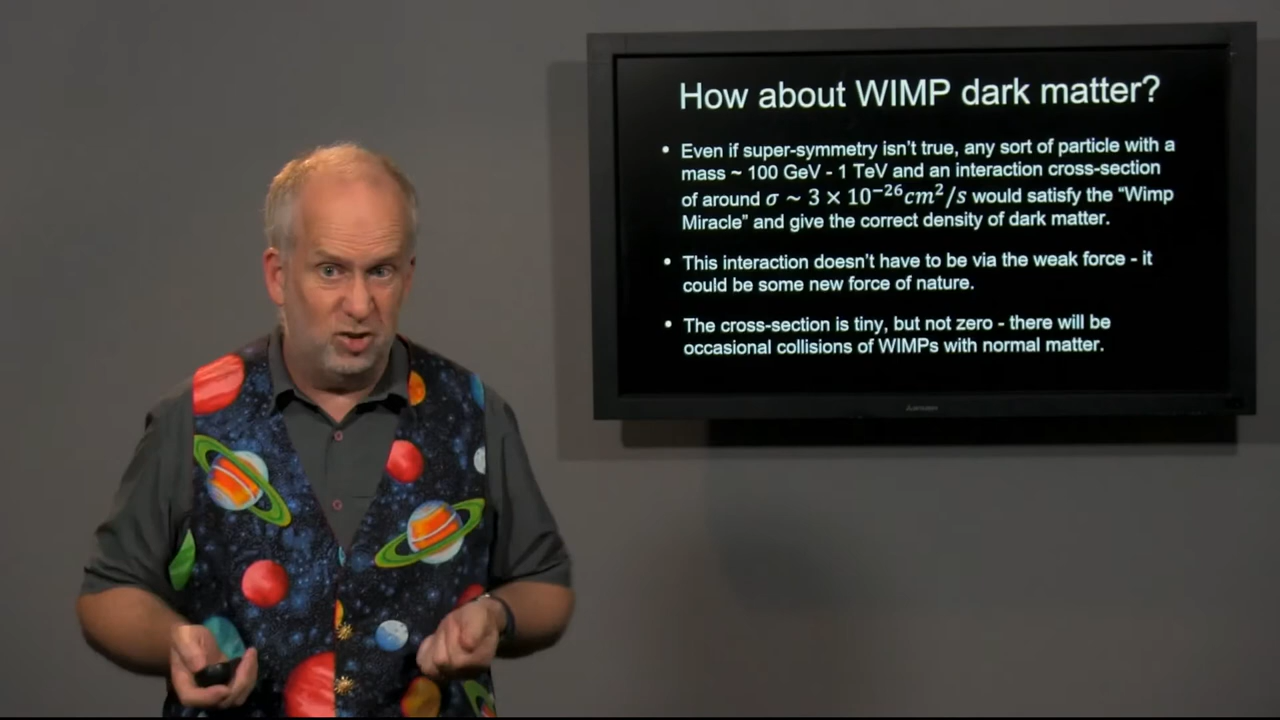 How about WIMP dark matter?
• Even if super-symmetry isn't true, any sort of particle with a
mass ~ 100 GeV - 1 TeV and an interaction cross-section
of around σ ~ 3 × 10⁻²⁶cm²/s would satisfy the "Wimp
Miracle" and give the correct density of dark matter.
• This interaction doesn't have to be via the weak force - it
could be some new force of nature.
• The cross-section is tiny, but not zero - there will be
occasional collisions of WIMPs with normal matter.